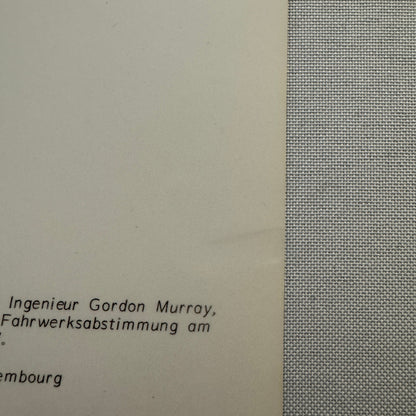 Ingenieur Gordon Murray,
Fahrwerksabstimmung am
embourg